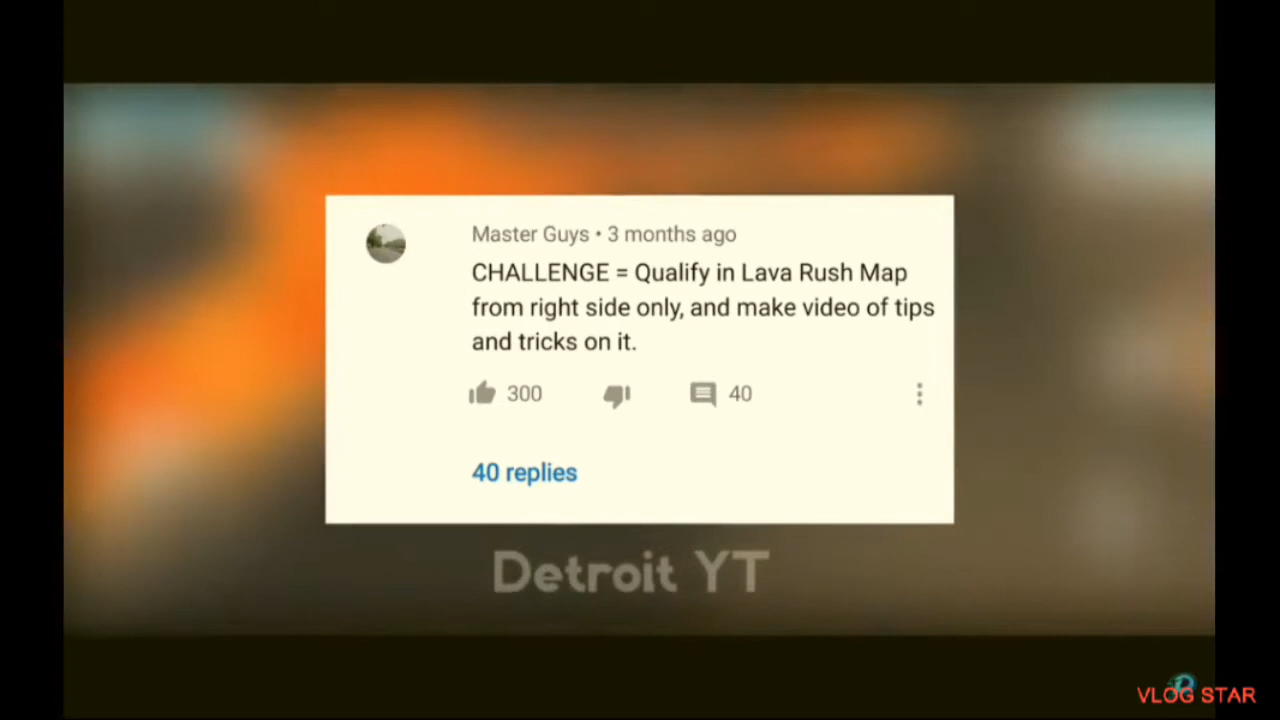 Master Guys • 3 months ago
CHALLENGE = Qualify in Lava Rush Map
from right side only, and make video of tips
and tricks on it.
300
40
40 replies
Detroit YT
VLOG STAR